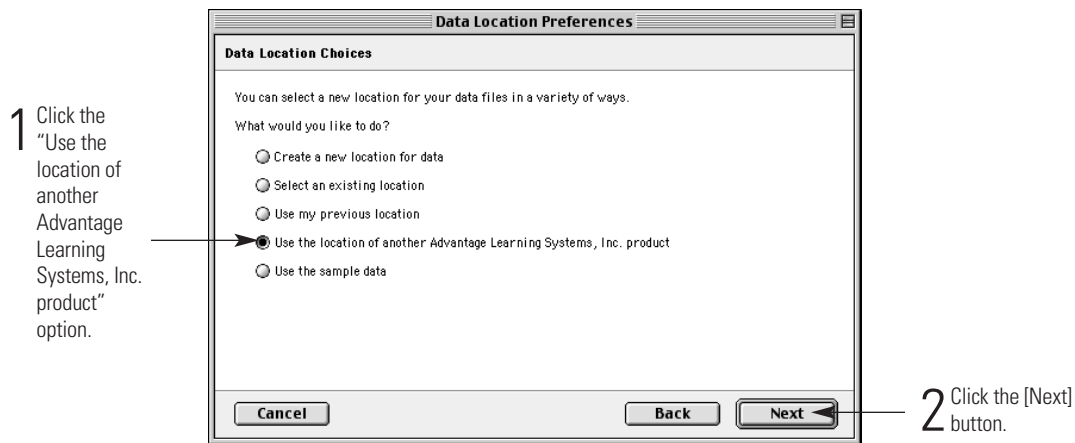 Data Location Preferences
Data Location Choices
You can select a new location for your data files in a variety of ways.
What would you like to do?
Create a new location for data
Select an existing location
Use my previous location
Use the location of another Advantage Learning Systems, Inc. product
Use the sample data
Cancel
Back
Next
1 Click the
“Use the
location of
another
Advantage
Learning
Systems, Inc.
product”
option.
2 Click the [Next]
button.